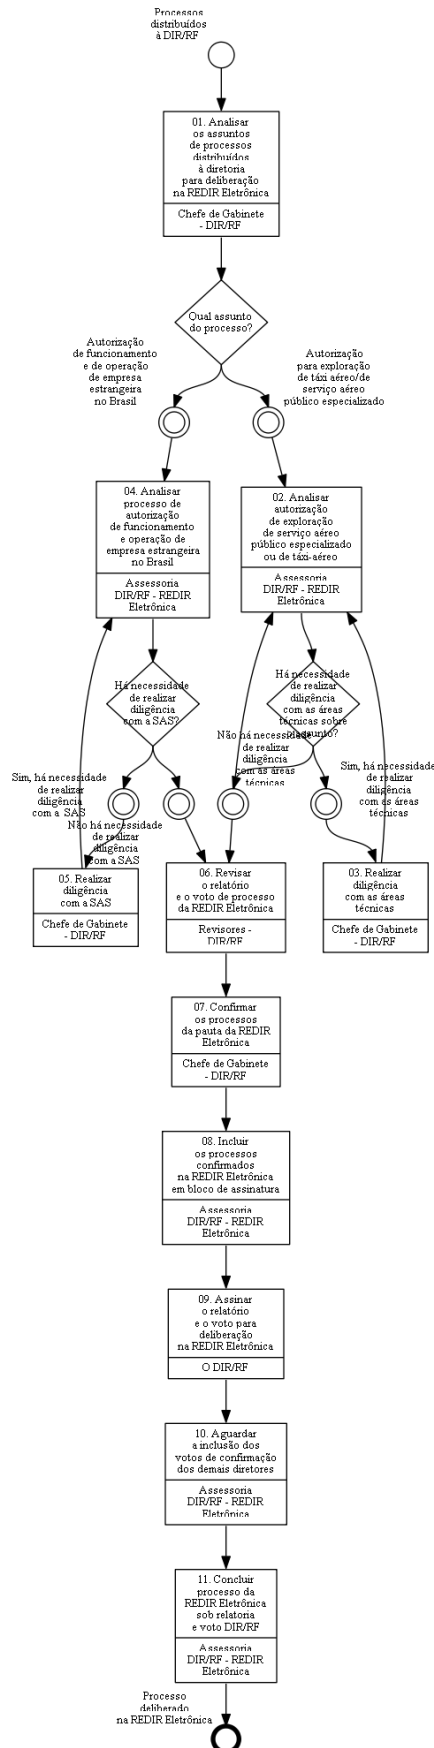 Processos
distribuídos
à DIR/RF
01. Analisar
os assuntos
de processos
distribuídos
à diretoria
para deliberação
na REDIR Eletrônica
Chefe de Gabinete
- DIR/RF
Qual assunto
do processo?
Autorização
de funcionamento
e de operação
de empresa
estrangeira
no Brasil
Autorização
para exploração
de táxi aéreo/de
serviço aéreo
público especializado
04. Analisar
processo de
autorização
de funcionamento
e operação de
empresa estrangeira
no Brasil
Assessoria
DIR/RF - REDIR
Eletrônica
02. Analisar
autorização
de exploração
de serviço aéreo
público especializado
ou de táxi-aéreo
Assessoria
DIR/RF - REDIR
Eletrônica
Há necessidade
de realizar
diligência
com a SAS?
Há necessidade
de realizar
diligência
com as áreas
técnicas sobre
o assunto?
Não há necessidade
de realizar
diligência
com as áreas
técnicas
Sim, há necessidade
de realizar
diligência
com as áreas
técnicas
Sim, há necessidade
de realizar
diligência
com a SAS
Não há necessidade
de realizar
diligência
com a SAS
05. Realizar
diligência
com a SAS
Chefe de Gabinete
- DIR/RF
06. Revisar
o relatório
e o voto de processo
da REDIR Eletrônica
Revisores -
DIR/RF
03. Realizar
diligência
com as áreas
técnicas
Chefe de Gabinete
- DIR/RF
07. Confirmar
os processos
da pauta da REDIR
Eletrônica
Chefe de Gabinete
- DIR/RF
08. Incluir
os processos
confirmados
na REDIR Eletrônica
em bloco de assinatura
Assessoria
DIR/RF - REDIR
Eletrônica
09. Assinar
o relatório
e o voto para
deliberação
na REDIR Eletrônica
O DIR/RF
10. Aguardar
a inclusão dos
votos de confirmação
dos demais diretores
Assessoria
DIR/RF - REDIR
Eletrônica
11. Concluir
processo da
REDIR Eletrônica
sob relatoria
e voto DIR/RF
Assessoria
DIR/RF - REDIR
Eletrônica
Processo
deliberado
na REDIR Eletrônica